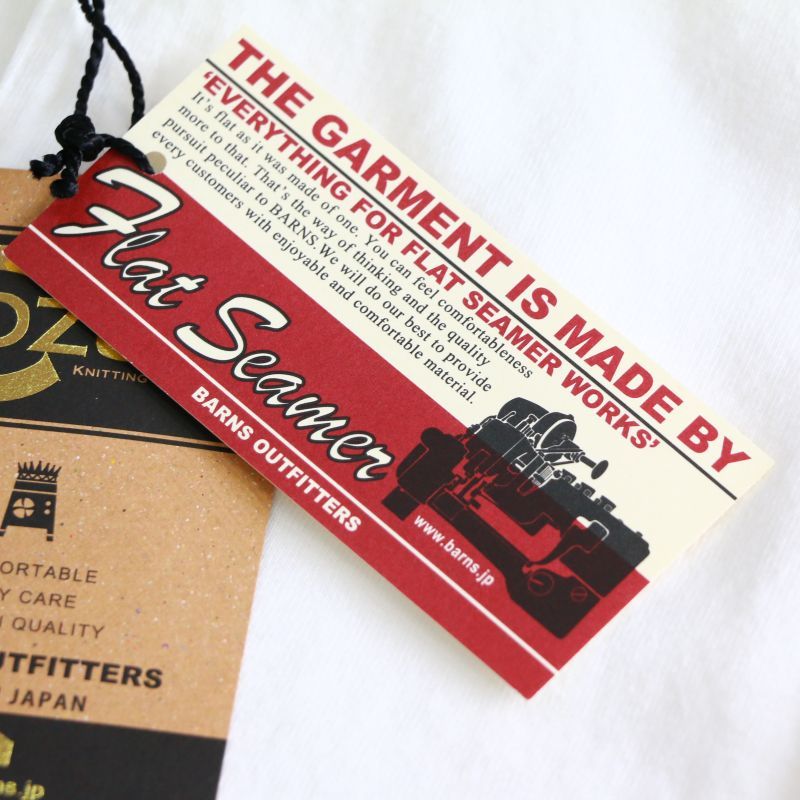 THE GARMENT IS MADE BY
'EVERYTHING FOR FLAT SEAMER WORKS'
It's flat as it was made of one. You can feel comfortableness
more to that. That's the way of thinking and the quality
pursuit peculiar to BARNS.We will do our best to provide
every customers with enjoyable and comfortable material.
Flat Seamer
BARNS OUTFITTERS
www.barns.jp
KNITTING
ORTABLE
Y CARE
QUALITY
UTFITTERS
JAPAN
ns.jp